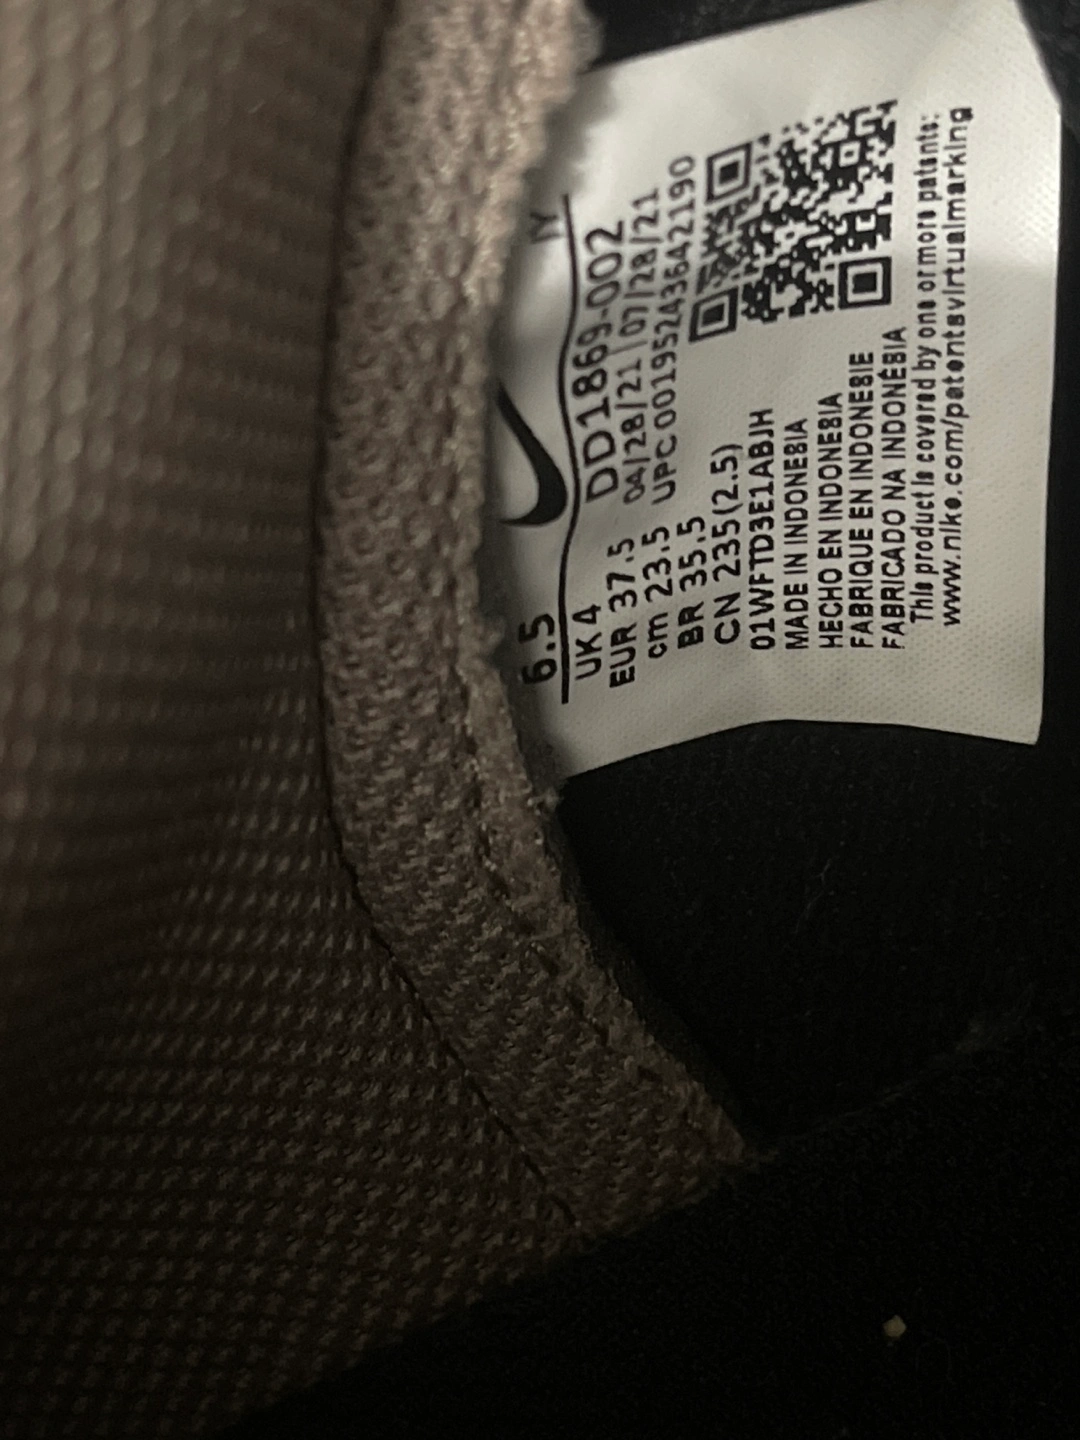 6.5 IY
UK 4 DD1869-002
EUR 37.5 04/28/21 | 07/28/21
cm 23.5 UPC 00195243642190
BR 35.5
CN 235(2.5)
01WFTD3E1ABJH
MADE IN INDONESIA
HECHO EN INDONESIA
FABRIQUE EN INDONESIE
FABRICADO NA INDONÉSIA
This product is covered by one or more patents:
www.nike.com/patentsvirtualmarking